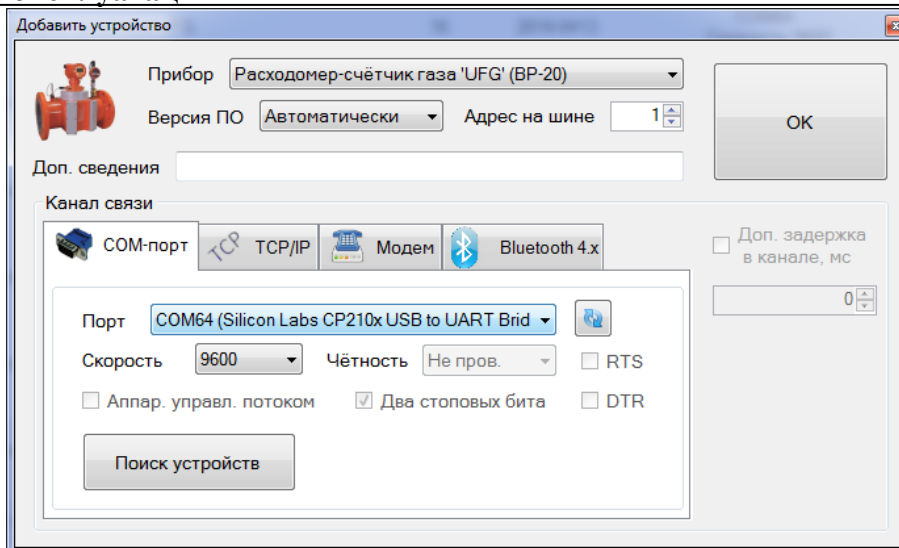 Добавить устройство
Прибор Расходомер-счётчик газа 'UFG' (BP-20)
Версия ПО Автоматически Адрес на шине 1
OK
Доп. сведения
Канал связи
COM-порт TCP TCP/IP Модем Bluetooth 4.x
Доп. задержка
в канале, мс
0
Порт COM64 (Silicon Labs CP210x USB to UART Brid
Скорость 9600 Чётность Не пров. RTS
Аппар. управл. потоком Два стоповых бита DTR
Поиск устройств